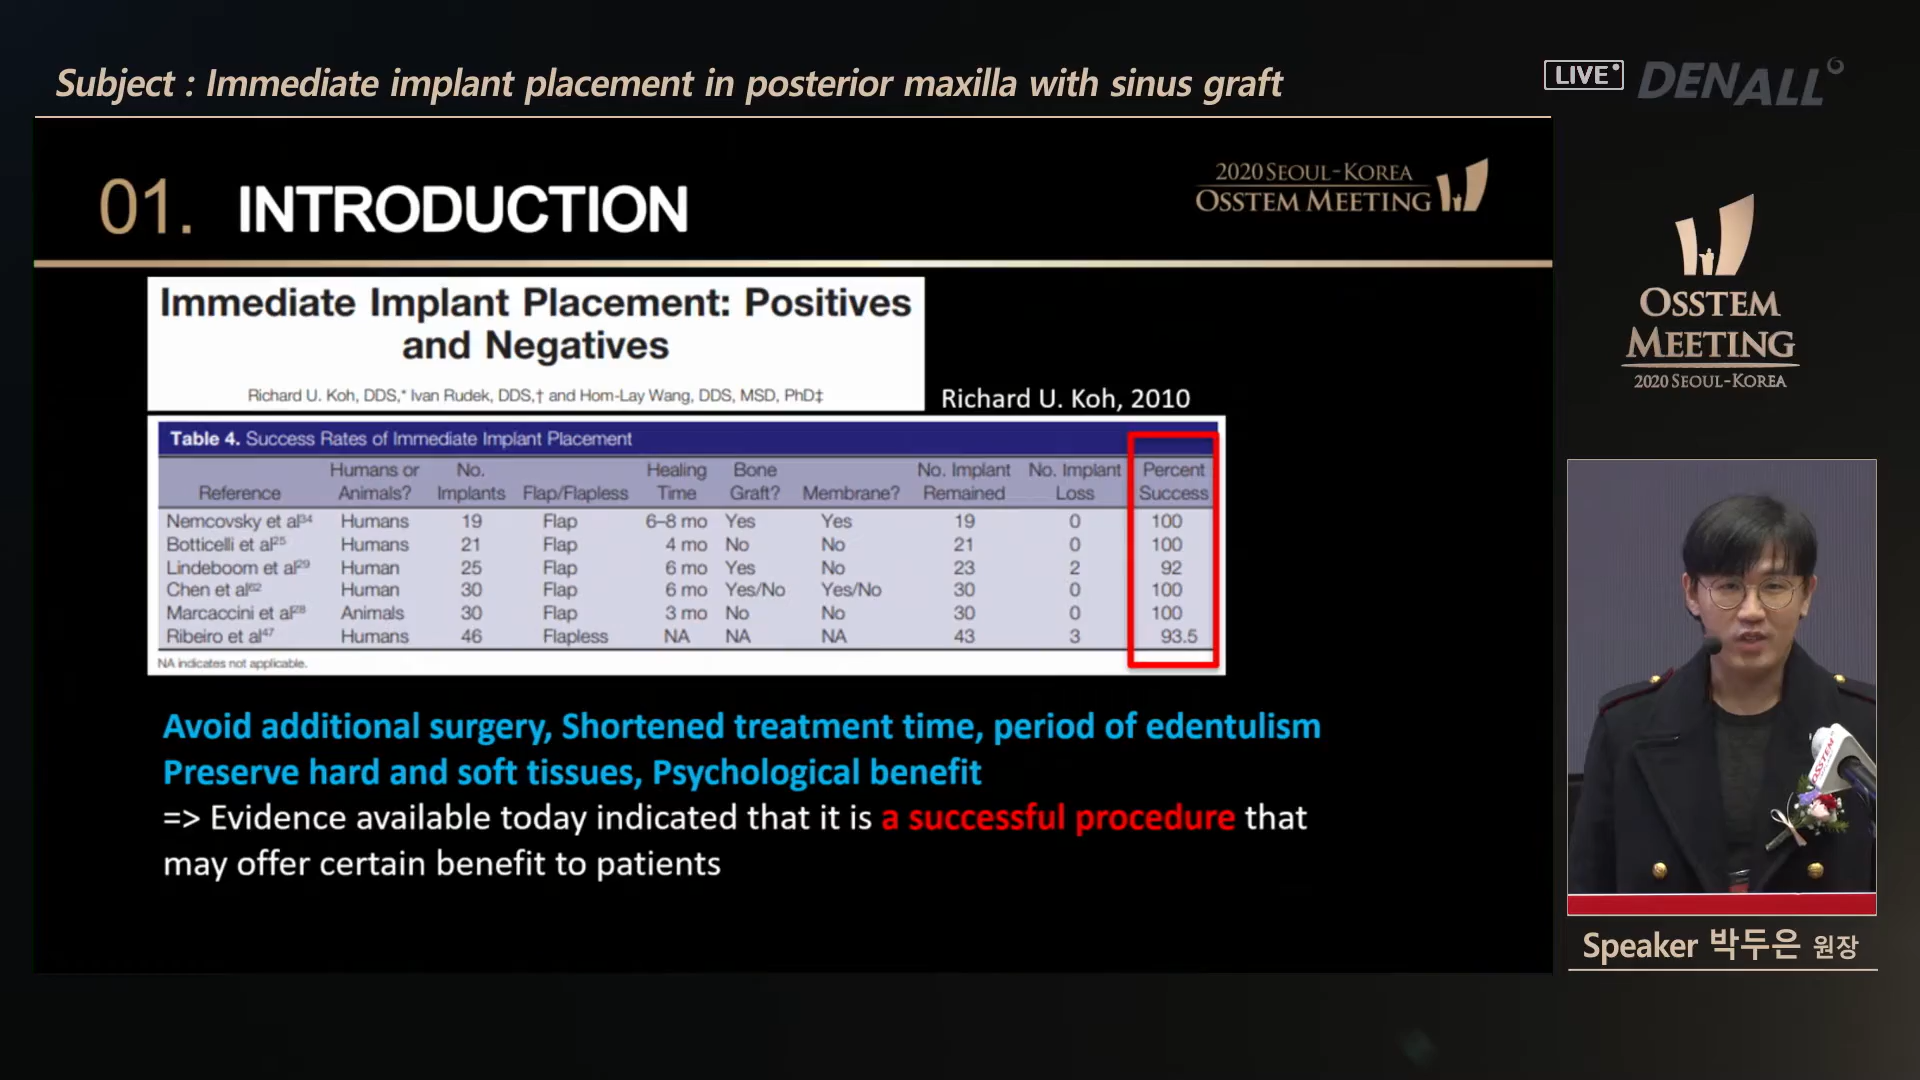 Subject : Immediate implant placement in posterior maxilla with sinus graft
LIVE
DENALL
01. INTRODUCTION
2020 SEOUL-KOREA
OSSTEM MEETING
Immediate Implant Placement: Positives
and Negatives
Richard U. Koh, DDS,* Ivan Rudek, DDS,† and Hom-Lay Wang, DDS, MSD, PhD‡
Richard U. Koh, 2010
Table 4. Success Rates of Immediate Implant Placement
Humans or No. Healing Bone No. Implant No. Implant Percent
Reference Animals? Implants Flap/Flapless Time Graft? Membrane? Remained Loss Success
Nemcovsky et al34 Humans 19 Flap 6–8 mo Yes Yes 19 0 100
Botticelli et al25 Humans 21 Flap 4 mo No No 21 0 100
Lindeboom et al29 Human 25 Flap 6 mo Yes No 23 2 92
Chen et al62 Human 30 Flap 6 mo Yes/No Yes/No 30 0 100
Marcaccini et al28 Animals 30 Flap 3 mo No No 30 0 100
Ribeiro et al47 Humans 46 Flapless NA NA NA 43 3 93.5
NA indicates not applicable.
Avoid additional surgery, Shortened treatment time, period of edentulism
Preserve hard and soft tissues, Psychological benefit
=> Evidence available today indicated that it is a successful procedure that
may offer certain benefit to patients
OSSTEM
MEETING
2020 SEOUL-KOREA
OSSTEM
Speaker 박두은 원장